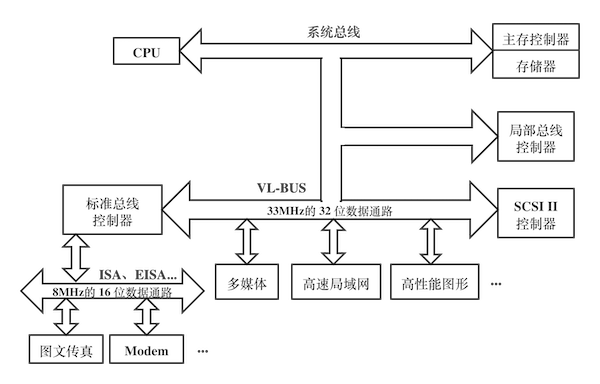 系统总线
CPU
主存控制器
存储器
局部总线
控制器
VL-BUS
标准总线
控制器
33MHz的 32 位数据通路
SCSI II
控制器
ISA、EISA...
8MHz的 16 位数据通路
多媒体
高速局域网
高性能图形
...
图文传真
Modem
...